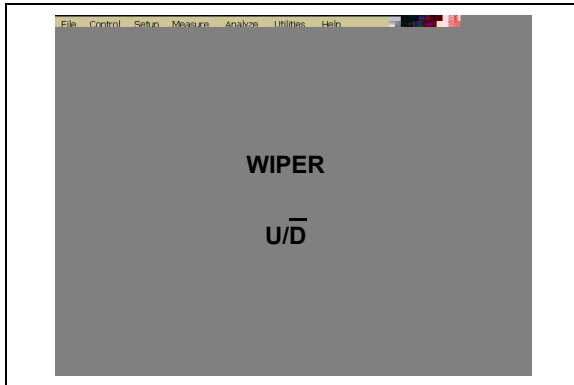 File Control Setup Measure Analyze Utilities Help
WIPER
U/D̅